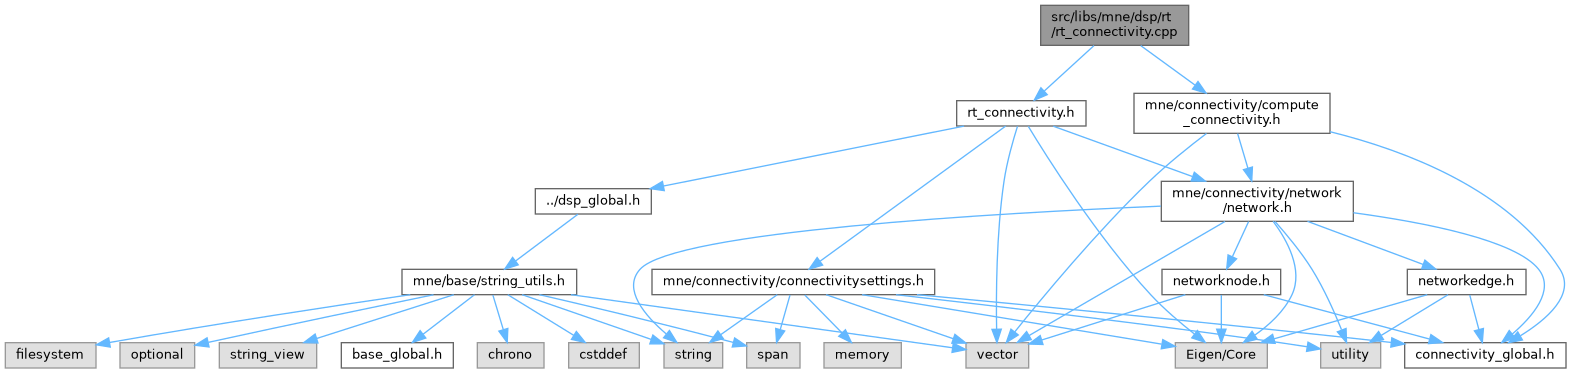 src/libs/mne/dsp/rt
/rt_connectivity.cpp
rt_connectivity.h
mne/connectivity/compute
_connectivity.h
../dsp_global.h
mne/connectivity/network
/network.h
mne/base/string_utils.h
mne/connectivity/connectivitysettings.h
networknode.h
networkedge.h
filesystem
optional
string_view
base_global.h
chrono
cstddef
string
span
memory
vector
Eigen/Core
utility
connectivity_global.h